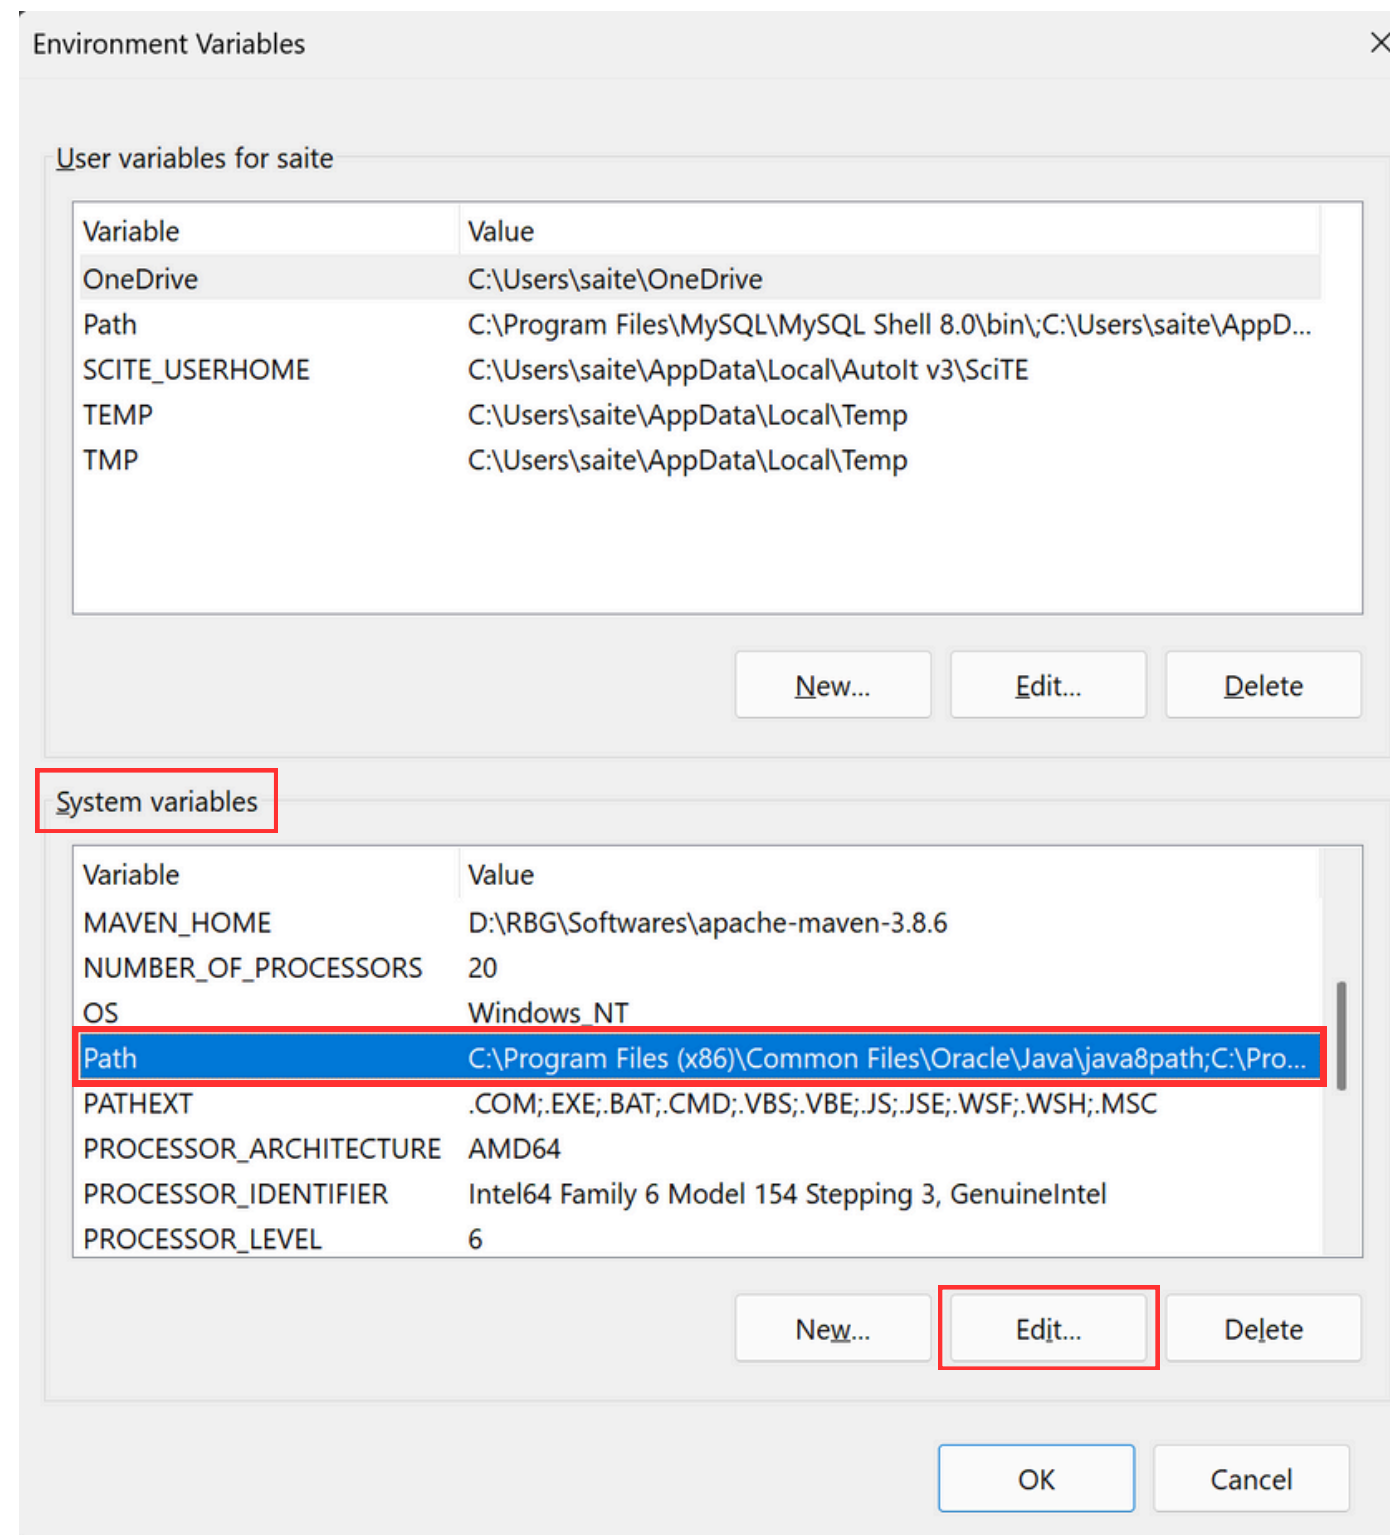 Environment Variables
User variables for saite
Variable Value
OneDrive C:\Users\saite\OneDrive
Path C:\Program Files\MySQL\MySQL Shell 8.0\bin\;C:\Users\saite\AppD...
SCITE_USERHOME C:\Users\saite\AppData\Local\AutoIt v3\SciTE
TEMP C:\Users\saite\AppData\Local\Temp
TMP C:\Users\saite\AppData\Local\Temp
New... Edit... Delete
System variables
Variable Value
MAVEN_HOME D:\RBG\Softwares\apache-maven-3.8.6
NUMBER_OF_PROCESSORS 20
OS Windows_NT
Path C:\Program Files (x86)\Common Files\Oracle\Java\java8path;C:\Pro...
PATHEXT .COM;.EXE;.BAT;.CMD;.VBS;.VBE;.JS;.JSE;.WSF;.WSH;.MSC
PROCESSOR_ARCHITECTURE AMD64
PROCESSOR_IDENTIFIER Intel64 Family 6 Model 154 Stepping 3, GenuineIntel
PROCESSOR_LEVEL 6
New... Edit... Delete
OK Cancel